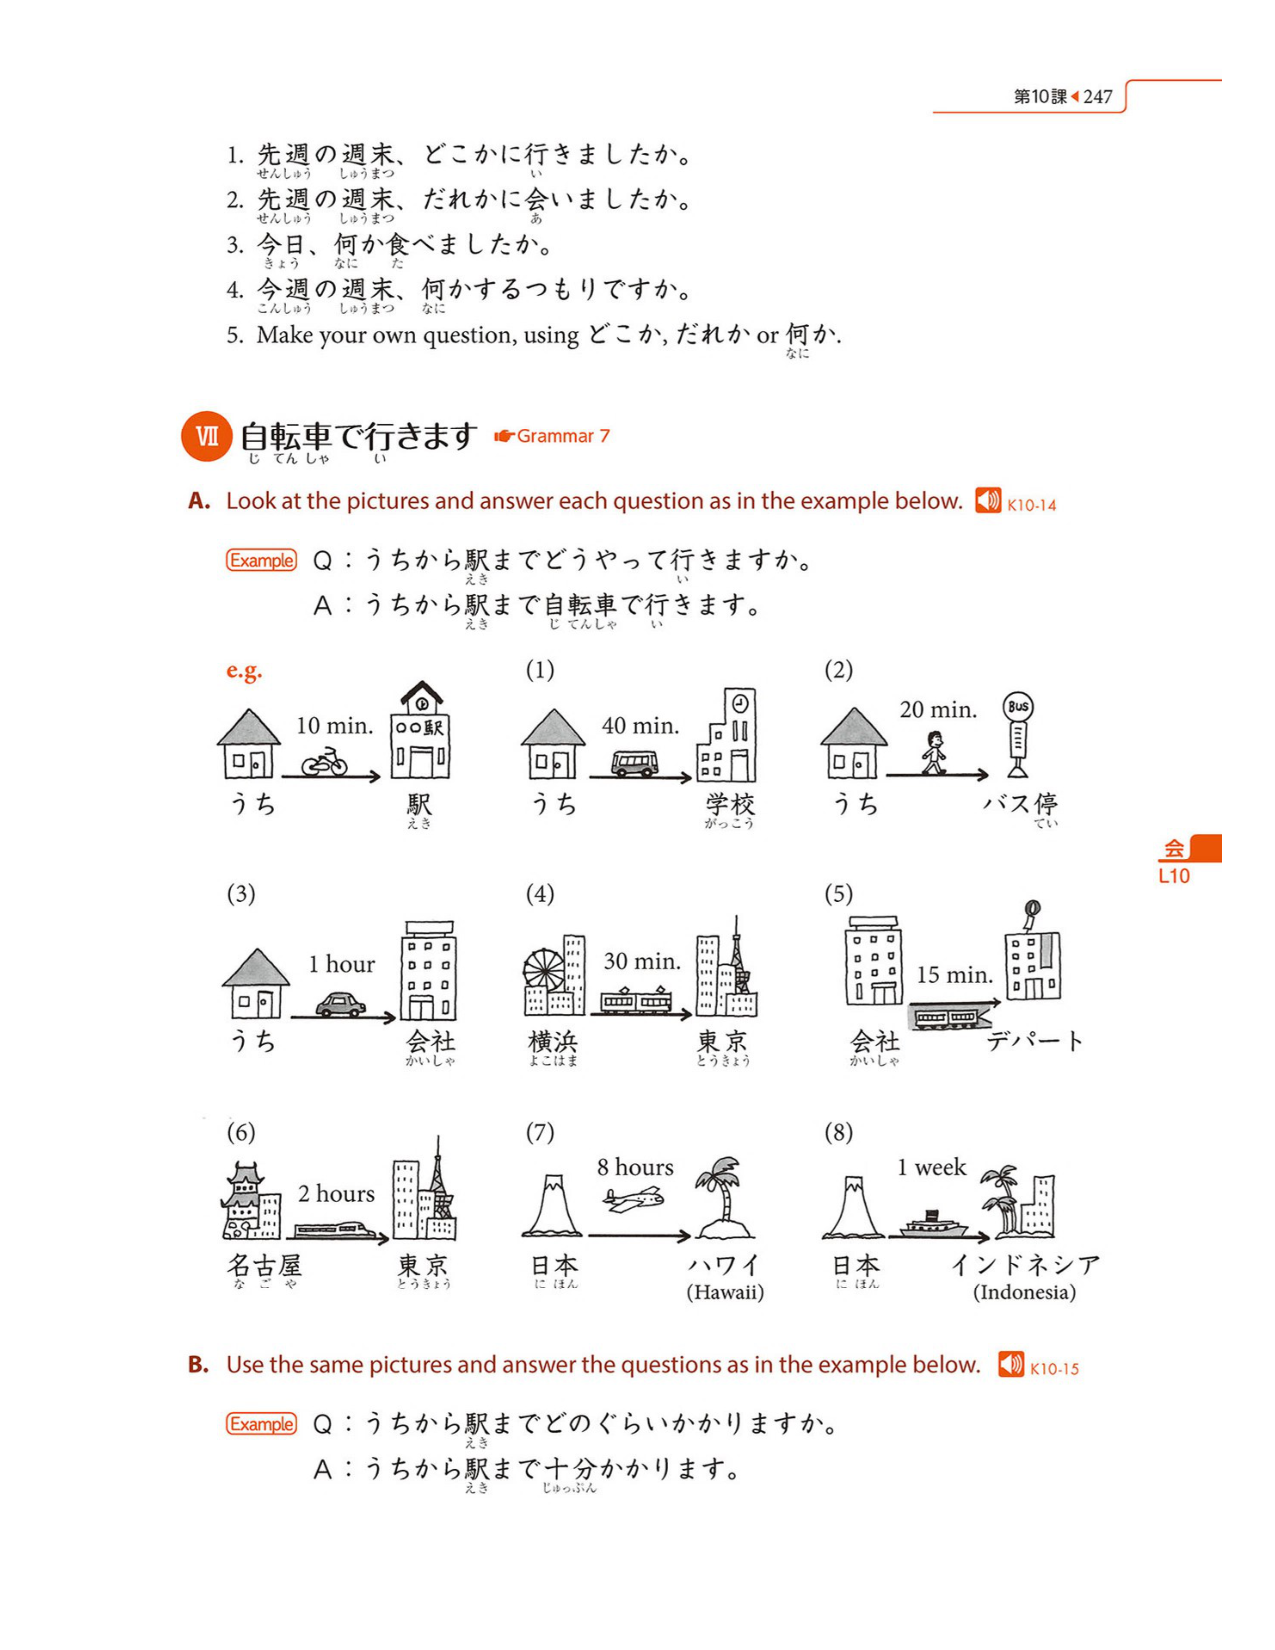 第10課 ◀ 247
1. 先週の週末、どこかに行きましたか。
せんしゅう しゅうまつ い
2. 先週の週末、だれかに会いましたか。
せんしゅう しゅうまつ あ
3. 今日、何か食べましたか。
きょう なに た
4. 今週の週末、何かするつもりですか。
こんしゅう しゅうまつ なに
5. Make your own question, using どこか, だれか or 何か.
なに
Ⅶ 自転車で行きます ☛Grammar 7
じ てん しゃ い
A. Look at the pictures and answer each question as in the example below. K10-14
Example Q：うちから駅までどうやって行きますか。
えき い
A：うちから駅まで自転車で行きます。
えき じ てんしゃ い
e.g. (1) (2)
10 min. 40 min. 20 min. BUS
〇〇駅
うち 駅 うち 学校 うち バス停
えき がっこう てい
会
L10
(3) (4) (5)
1 hour 30 min. 15 min.
うち 会社 横浜 東京 会社 デパート
かいしゃ よこはま とうきょう かいしゃ
(6) (7) (8)
2 hours 8 hours 1 week
名古屋 東京 日本 ハワイ 日本 インドネシア
な ご や とうきょう に ほん (Hawaii) に ほん (Indonesia)
B. Use the same pictures and answer the questions as in the example below. K10-15
Example Q：うちから駅までどのぐらいかかりますか。
えき
A：うちから駅まで十分かかります。
えき じゅっぷん